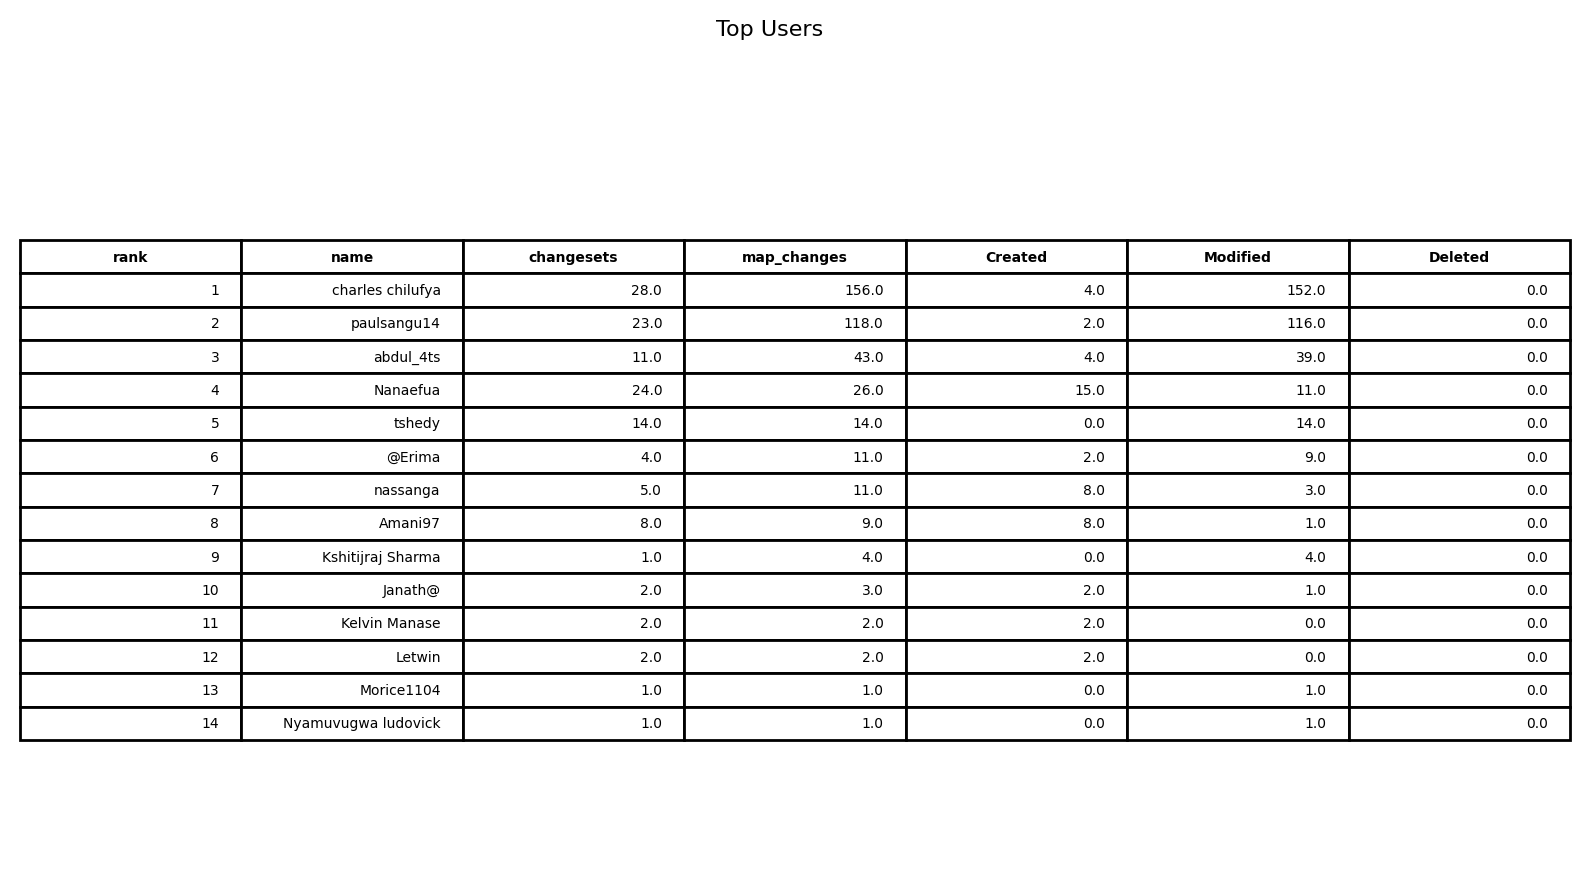 Top Users
rank name changesets map_changes Created Modified Deleted
1 charles chilufya 28.0 156.0 4.0 152.0 0.0
2 paulsangu14 23.0 118.0 2.0 116.0 0.0
3 abdul_4ts 11.0 43.0 4.0 39.0 0.0
4 Nanaefua 24.0 26.0 15.0 11.0 0.0
5 tshedy 14.0 14.0 0.0 14.0 0.0
6 @Erima 4.0 11.0 2.0 9.0 0.0
7 nassanga 5.0 11.0 8.0 3.0 0.0
8 Amani97 8.0 9.0 8.0 1.0 0.0
9 Kshitijraj Sharma 1.0 4.0 0.0 4.0 0.0
10 Janath@ 2.0 3.0 2.0 1.0 0.0
11 Kelvin Manase 2.0 2.0 2.0 0.0 0.0
12 Letwin 2.0 2.0 2.0 0.0 0.0
13 Morice1104 1.0 1.0 0.0 1.0 0.0
14 Nyamuvugwa ludovick 1.0 1.0 0.0 1.0 0.0